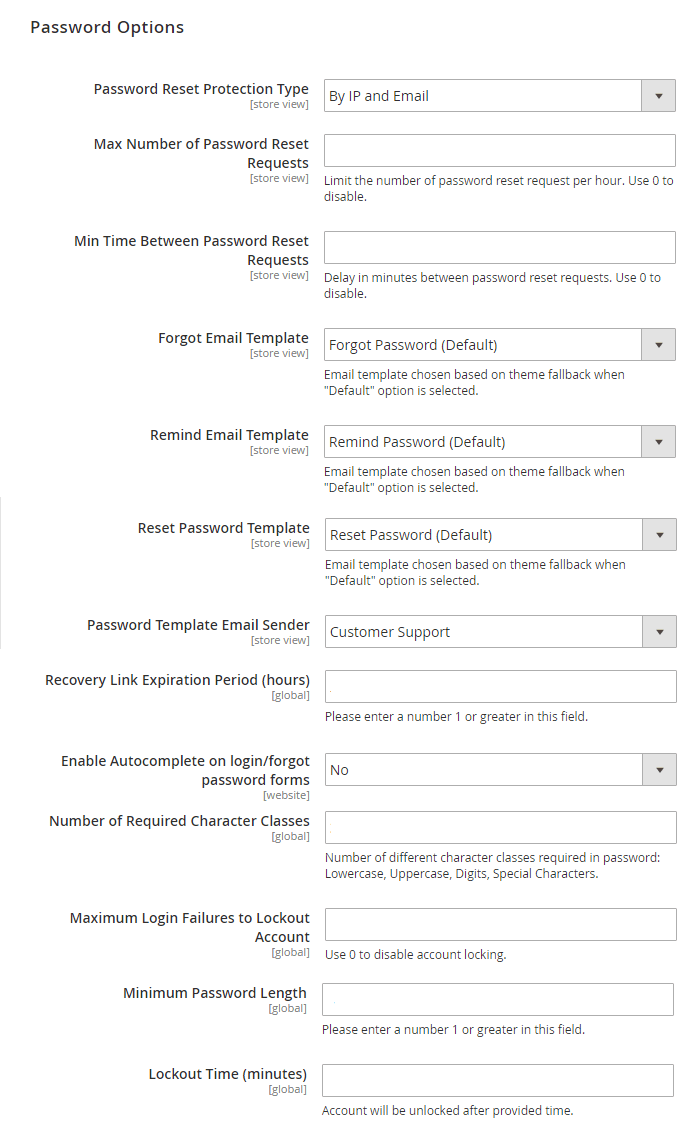 Password Options
Password Reset Protection Type
[store view]
By IP and Email
Max Number of Password Reset
Requests
[store view]
Limit the number of password reset request per hour. Use 0 to
disable.
Min Time Between Password Reset
Requests
[store view]
Delay in minutes between password reset requests. Use 0 to
disable.
Forgot Email Template
[store view]
Forgot Password (Default)
Email template chosen based on theme fallback when
"Default" option is selected.
Remind Email Template
[store view]
Remind Password (Default)
Email template chosen based on theme fallback when
"Default" option is selected.
Reset Password Template
[store view]
Reset Password (Default)
Email template chosen based on theme fallback when
"Default" option is selected.
Password Template Email Sender
[store view]
Customer Support
Recovery Link Expiration Period (hours)
[global]
Please enter a number 1 or greater in this field.
Enable Autocomplete on login/forgot
password forms
[website]
No
Number of Required Character Classes
[global]
Number of different character classes required in password:
Lowercase, Uppercase, Digits, Special Characters.
Maximum Login Failures to Lockout
Account
[global]
Use 0 to disable account locking.
Minimum Password Length
[global]
Please enter a number 1 or greater in this field.
Lockout Time (minutes)
[global]
Account will be unlocked after provided time.